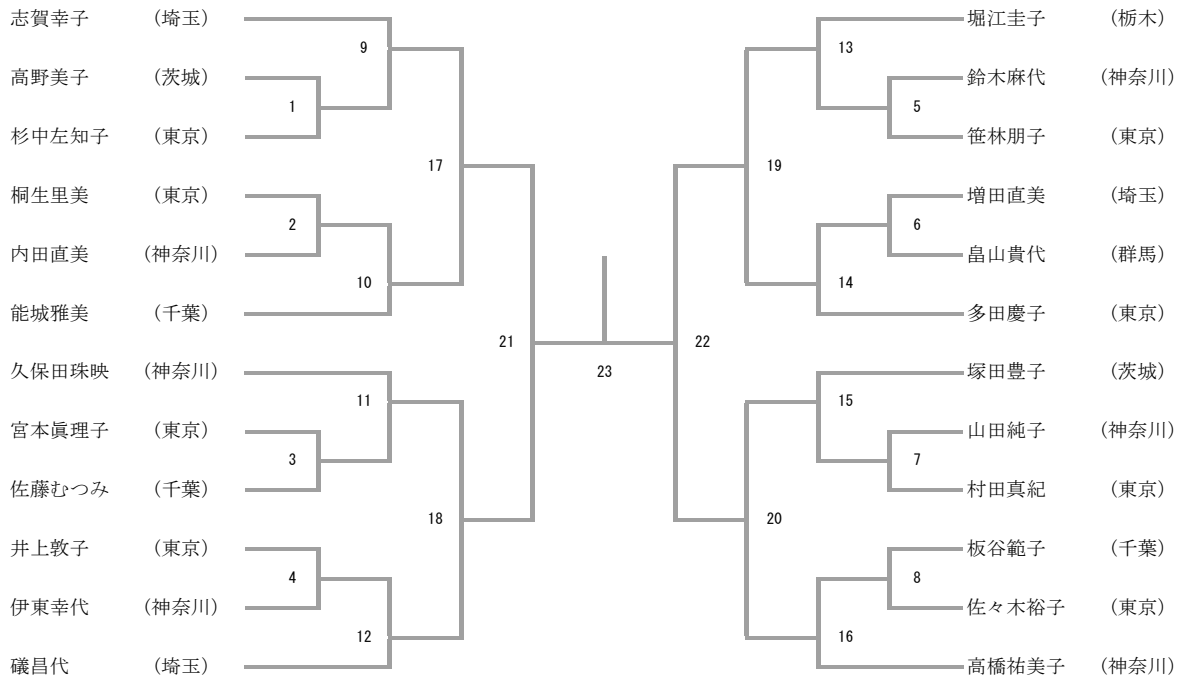 志賀幸子 (埼玉)
9
高野美子 (茨城)
1
杉中左知子 (東京)
17
桐生里美 (東京)
2
内田直美 (神奈川)
10
能城雅美 (千葉)
21
久保田珠映 (神奈川)
11
宮本眞理子 (東京)
3
佐藤むつみ (千葉)
18
井上敦子 (東京)
4
伊東幸代 (神奈川)
12
礒昌代 (埼玉)
23
堀江圭子 (栃木)
13
鈴木麻代 (神奈川)
5
笹林朋子 (東京)
19
増田直美 (埼玉)
6
畠山貴代 (群馬)
14
多田慶子 (東京)
22
塚田豊子 (茨城)
15
山田純子 (神奈川)
7
村田真紀 (東京)
20
板谷範子 (千葉)
8
佐々木裕子 (東京)
16
高橋祐美子 (神奈川)